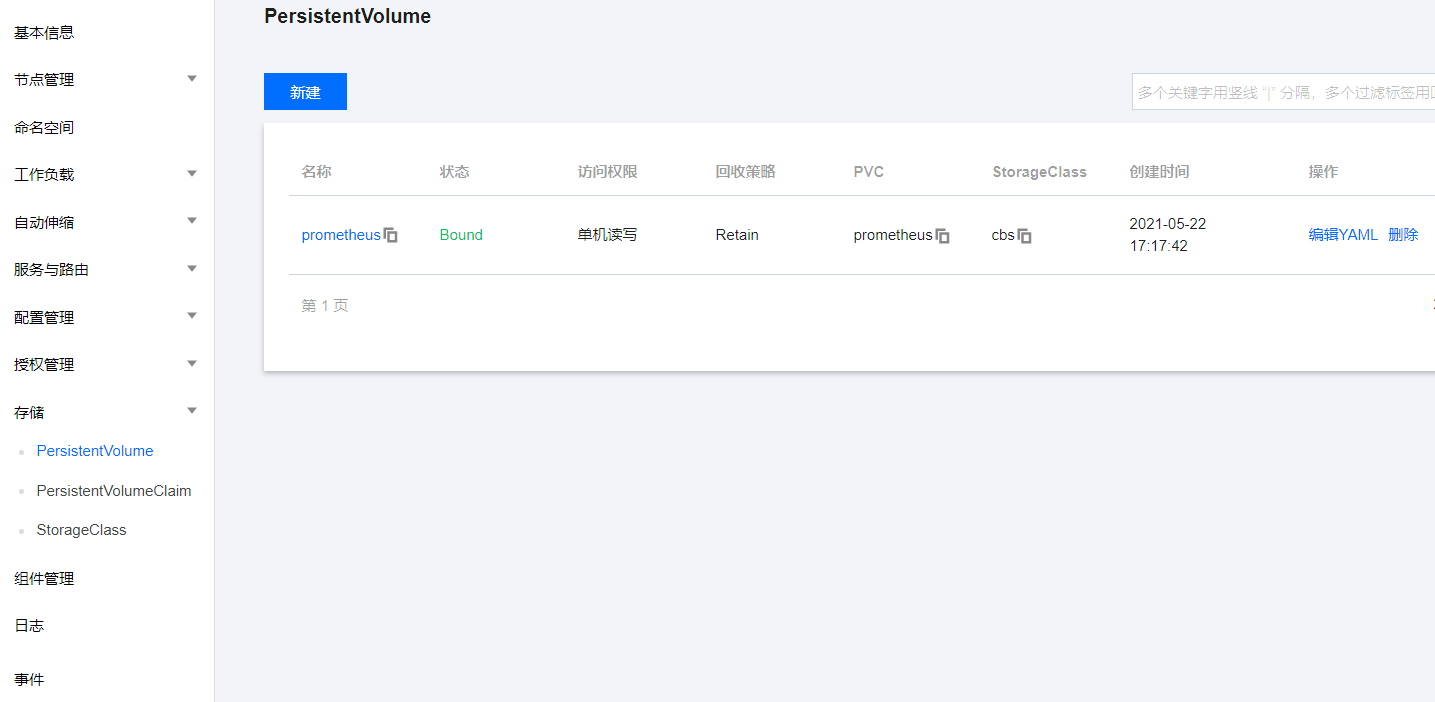 基本信息
节点管理
命名空间
工作负载
自动伸缩
服务与路由
配置管理
授权管理
存储
PersistentVolume
PersistentVolumeClaim
StorageClass
组件管理
日志
事件
PersistentVolume
新建
多个关键字用竖线 “|” 分隔，多个过滤标签用
名称 状态 访问权限 回收策略 PVC StorageClass 创建时间 操作
prometheus Bound 单机读写 Retain prometheus cbs 2021-05-22 编辑YAML 删除
17:17:42
第 1 页